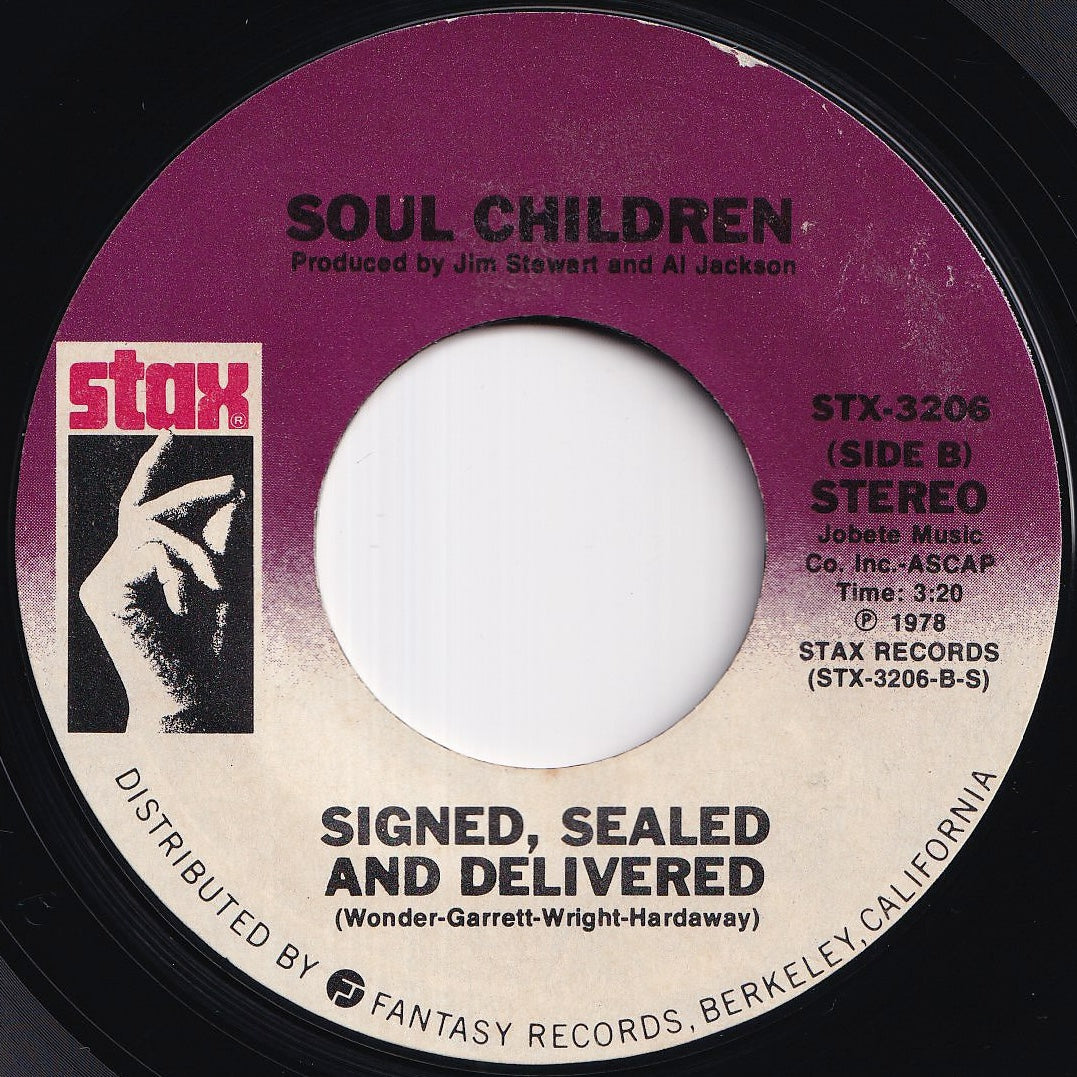 SOUL CHILDREN
Produced by Jim Stewart and Al Jackson
stax®
STX-3206
(SIDE B)
STEREO
Jobete Music
Co. Inc.-ASCAP
Time: 3:20
℗ 1978
STAX RECORDS
(STX-3206-B-S)
SIGNED, SEALED
AND DELIVERED
(Wonder-Garrett-Wright-Hardaway)
DISTRIBUTED BY FANTASY RECORDS, BERKELEY, CALIFORNIA